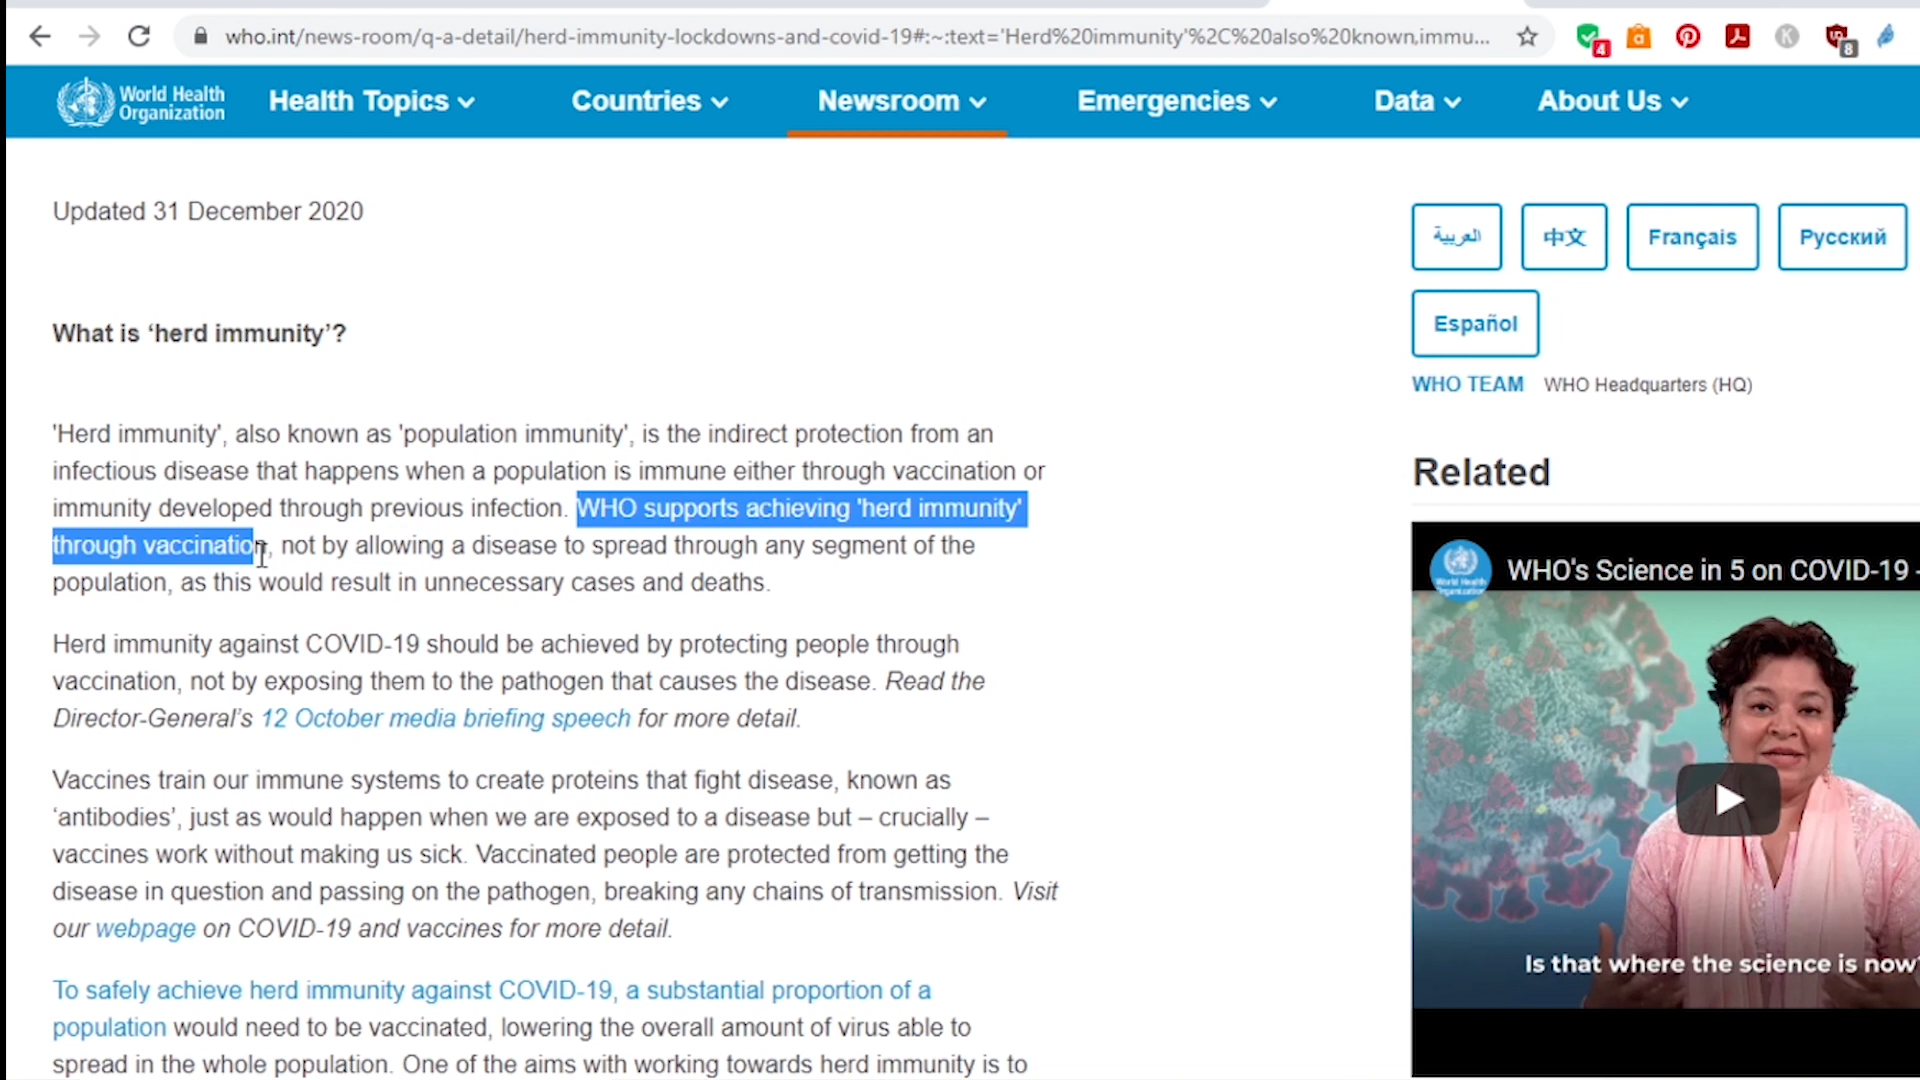 who.int/news-room/q-a-detail/herd-immunity-lockdowns-and-covid-19#:~:text='Herd%20immunity'%2C%20also%20known,immu...
4
8
World Health
Organization
Health Topics
Countries
Newsroom
Emergencies
Data
About Us
Updated 31 December 2020
What is ‘herd immunity’?
'Herd immunity', also known as 'population immunity', is the indirect protection from an
infectious disease that happens when a population is immune either through vaccination or
immunity developed through previous infection. WHO supports achieving 'herd immunity'
through vaccination, not by allowing a disease to spread through any segment of the
population, as this would result in unnecessary cases and deaths.
Herd immunity against COVID-19 should be achieved by protecting people through
vaccination, not by exposing them to the pathogen that causes the disease. Read the
Director-General’s 12 October media briefing speech for more detail.
Vaccines train our immune systems to create proteins that fight disease, known as
‘antibodies’, just as would happen when we are exposed to a disease but – crucially –
vaccines work without making us sick. Vaccinated people are protected from getting the
disease in question and passing on the pathogen, breaking any chains of transmission. Visit
our webpage on COVID-19 and vaccines for more detail.
To safely achieve herd immunity against COVID-19, a substantial proportion of a
population would need to be vaccinated, lowering the overall amount of virus able to
spread in the whole population. One of the aims with working towards herd immunity is to
العربية
中文
Français
Русский
Español
WHO TEAM WHO Headquarters (HQ)
Related
World Health
Organization
WHO's Science in 5 on COVID-19 -
Is that where the science is now?